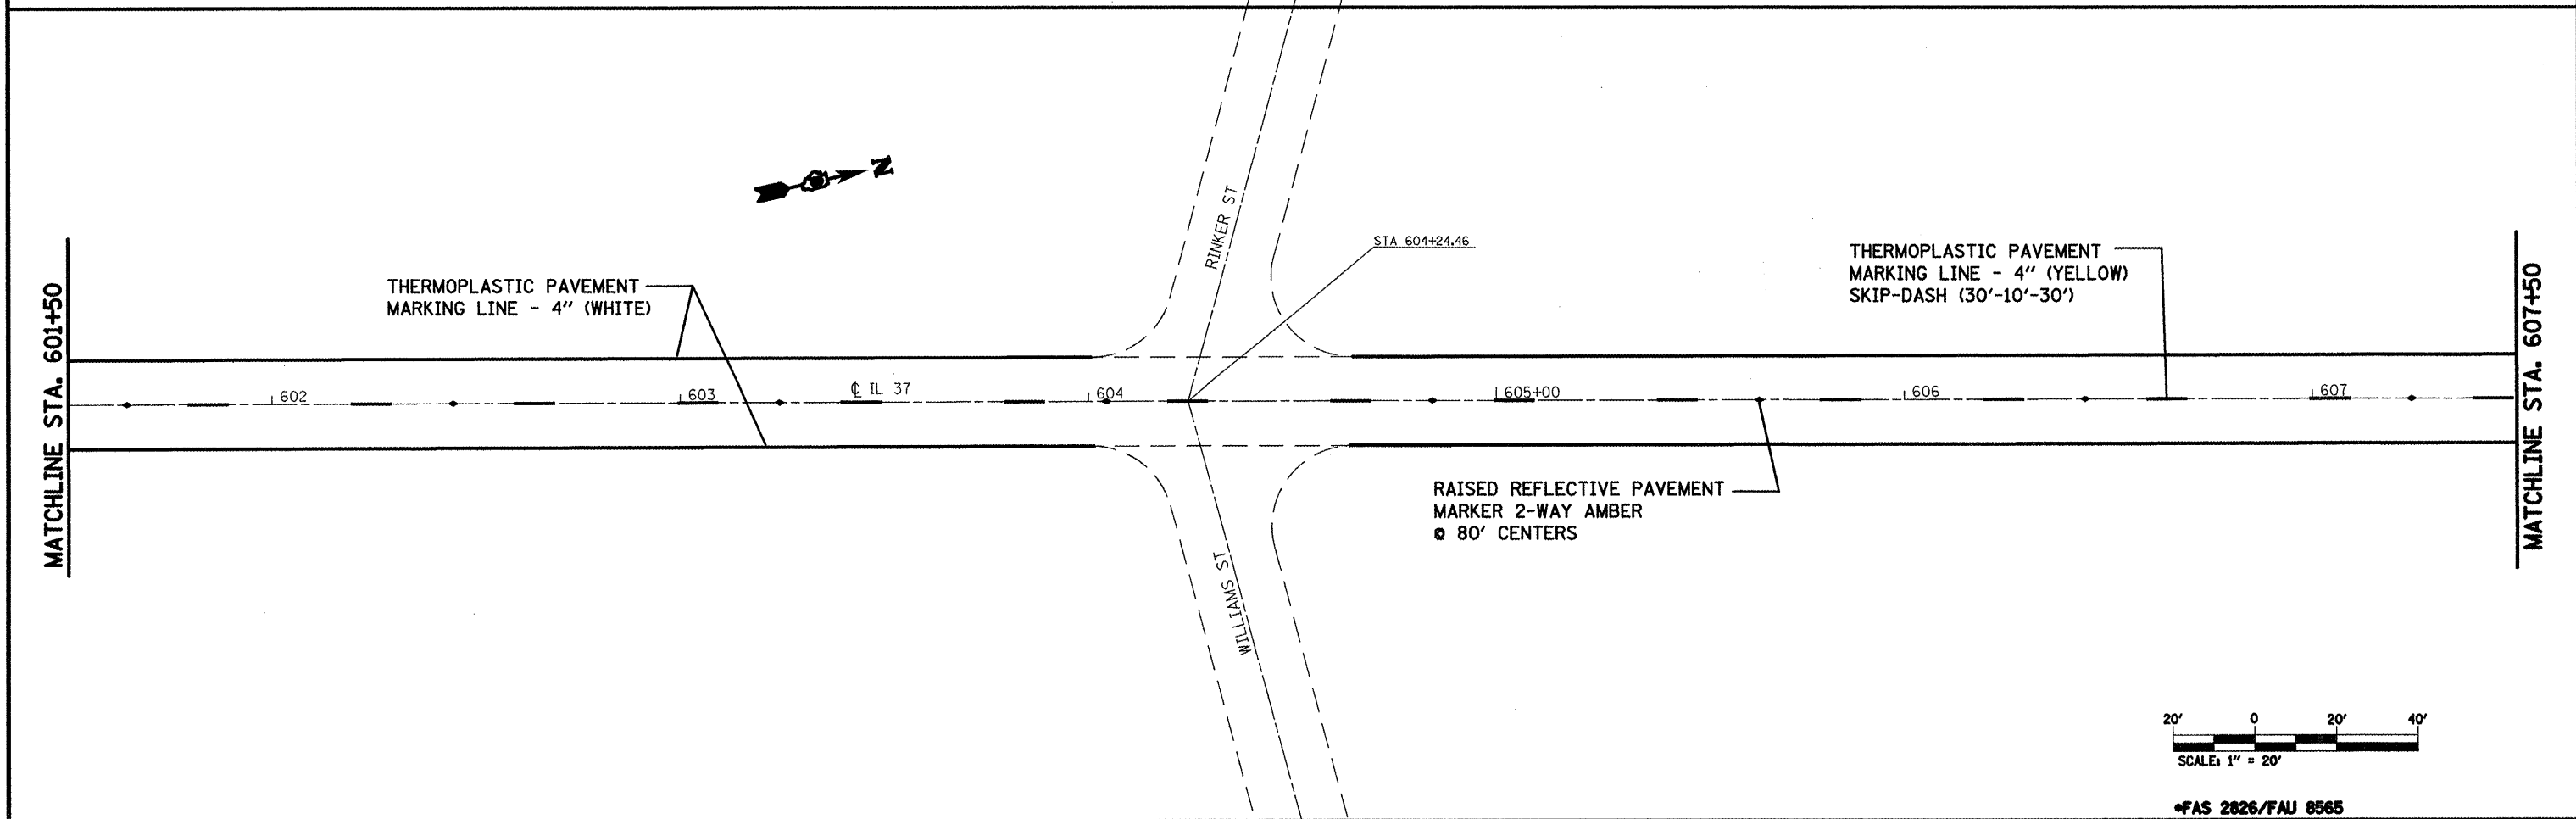 N
RINKER ST
STA 604+24.46
THERMOPLASTIC PAVEMENT
MARKING LINE - 4" (WHITE)
THERMOPLASTIC PAVEMENT
MARKING LINE - 4" (YELLOW)
SKIP-DASH (30'-10'-30')
MATCHLINE STA. 601+50
MATCHLINE STA. 607+50
602
603
℄ IL 37
604
605+00
606
607
RAISED REFLECTIVE PAVEMENT
MARKER 2-WAY AMBER
@ 80' CENTERS
WILLIAMS ST
20' 0 20' 40'
SCALE: 1" = 20'
*FAS 2826/FAU 8565